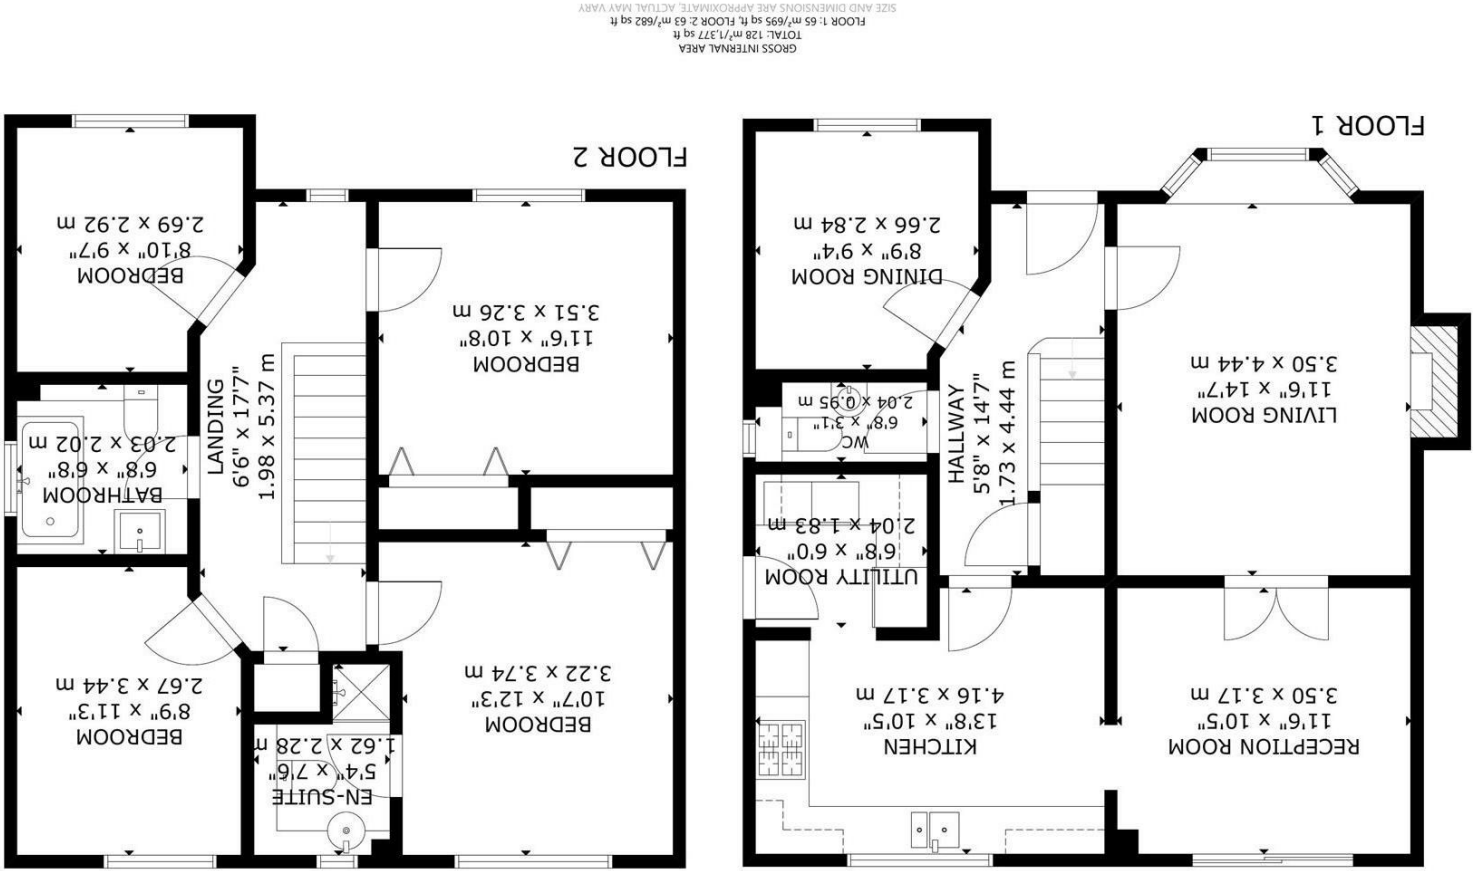 FLOOR 1
LIVING ROOM
11'6" x 14'7"
3.50 x 4.44 m
RECEPTION ROOM
11'6" x 10'5"
3.50 x 3.17 m
KITCHEN
13'8" x 10'5"
4.16 x 3.17 m
HALLWAY
5'8" x 14'7"
1.73 x 4.44 m
DINING ROOM
8'9" x 9'4"
2.66 x 2.84 m
WC
6'8" x 3'1"
2.04 x 0.95 m
UTILITY ROOM
6'8" x 6'0"
2.04 x 1.83 m
FLOOR 2
BEDROOM
11'6" x 10'8"
3.51 x 3.26 m
BEDROOM
10'7" x 12'3"
3.22 x 3.74 m
EN-SUITE
5'4" x 7'6"
1.62 x 2.28 m
LANDING
6'6" x 17'7"
1.98 x 5.37 m
BEDROOM
8'10" x 9'7"
2.69 x 2.92 m
BATHROOM
6'8" x 6'8"
2.03 x 2.02 m
BEDROOM
8'9" x 11'3"
2.67 x 3.44 m
GROSS INTERNAL AREA
TOTAL: 128 m²/1,377 sq ft
FLOOR 1: 65 m²/695 sq ft, FLOOR 2: 63 m²/682 sq ft
SIZE AND DIMENSIONS ARE APPROXIMATE, ACTUAL MAY VARY